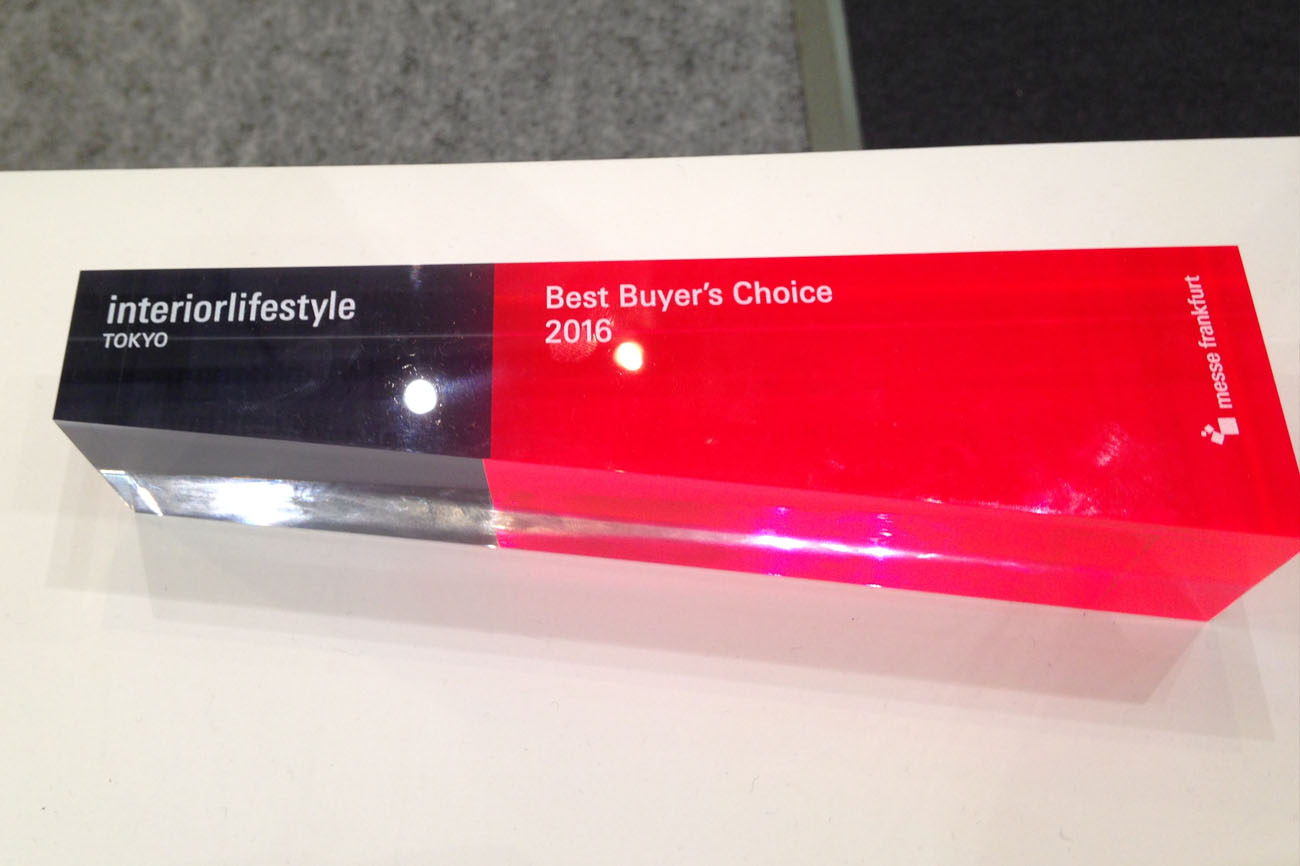 interiorlifestyle
TOKYO
Best Buyer's Choice
2016
messe frankfurt